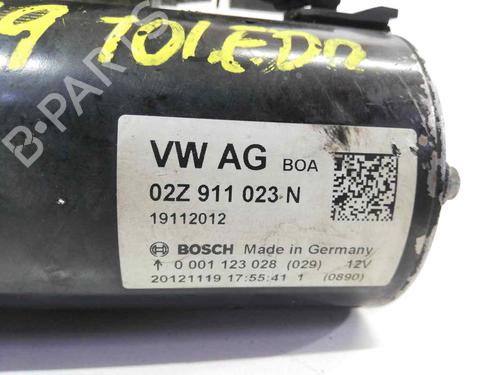 9 TOLEDO
B-PARTS
VW AG BOA
02Z 911 023 N
19112012
BOSCH Made in Germany
↑ 0 001 123 028 (029) 12V
20121119 17:55:41 1 (0890)